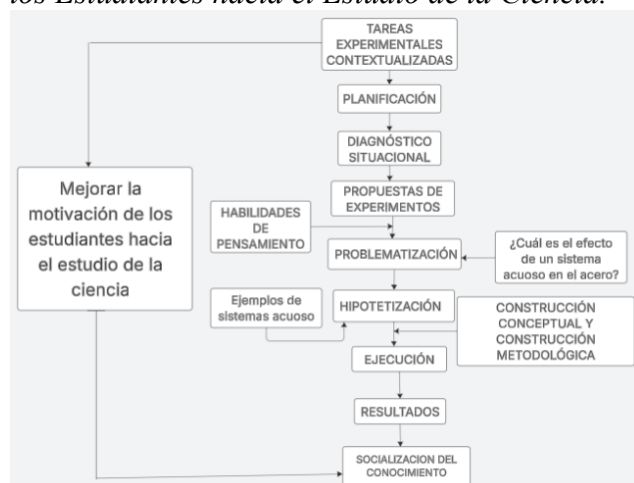 los Estudiantes hacia el Estudio de la Ciencia.
TAREAS
EXPERIMENTALES
CONTEXTUALIZADAS
PLANIFICACIÓN
DIAGNÓSTICO
SITUACIONAL
PROPUESTAS DE
EXPERIMENTOS
Mejorar la
motivación de los
estudiantes hacia
el estudio de la
ciencia
HABILIDADES
DE
PENSAMIENTO
PROBLEMATIZACIÓN
¿Cuál es el efecto
de un sistema
acuoso en el acero?
Ejemplos de
sistemas acuoso
HIPOTETIZACIÓN
CONSTRUCCIÓN
CONCEPTUAL Y
CONSTRUCCIÓN
METODOLÓGICA
EJECUCIÓN
RESULTADOS
SOCIALIZACION DEL
CONOCIMIENTO